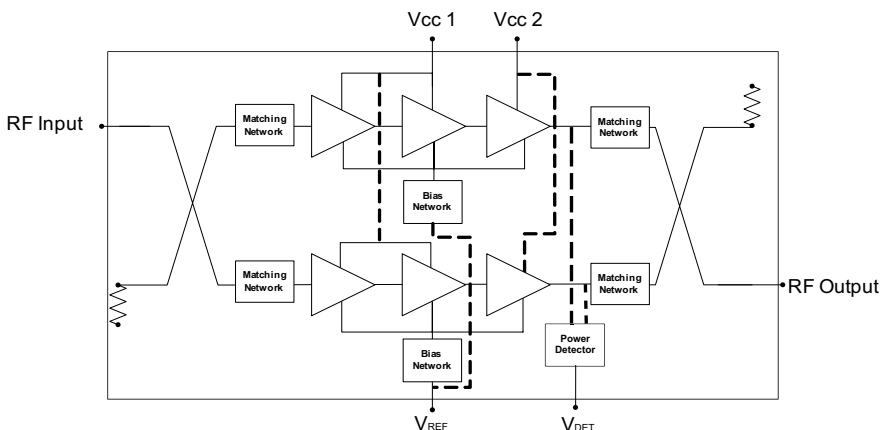 Vcc 1
Vcc 2
RF Input
Matching
Network
Matching
Network
Bias
Network
Matching
Network
Matching
Network
RF Output
Power
Detector
Bias
Network
VREF
VDET